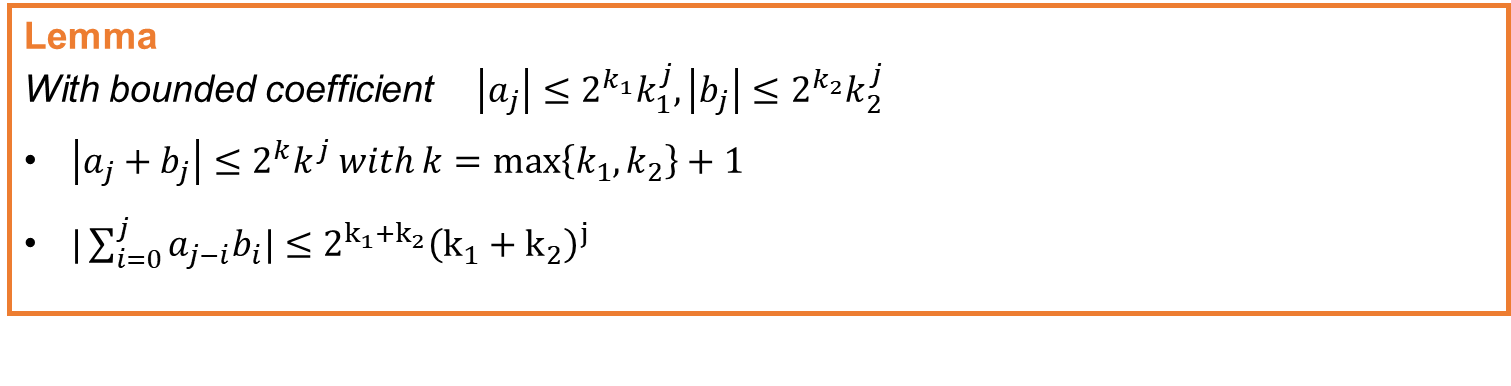 Lemma
With bounded coefficient |a_j| ≤ 2^{k_1} k_1^j, |b_j| ≤ 2^{k_2} k_2^j
• |a_j + b_j| ≤ 2^k k^j with k = max{k_1, k_2} + 1
• |∑_{i=0}^{j} a_{j−i} b_i| ≤ 2^{k_1+k_2} (k_1 + k_2)^j